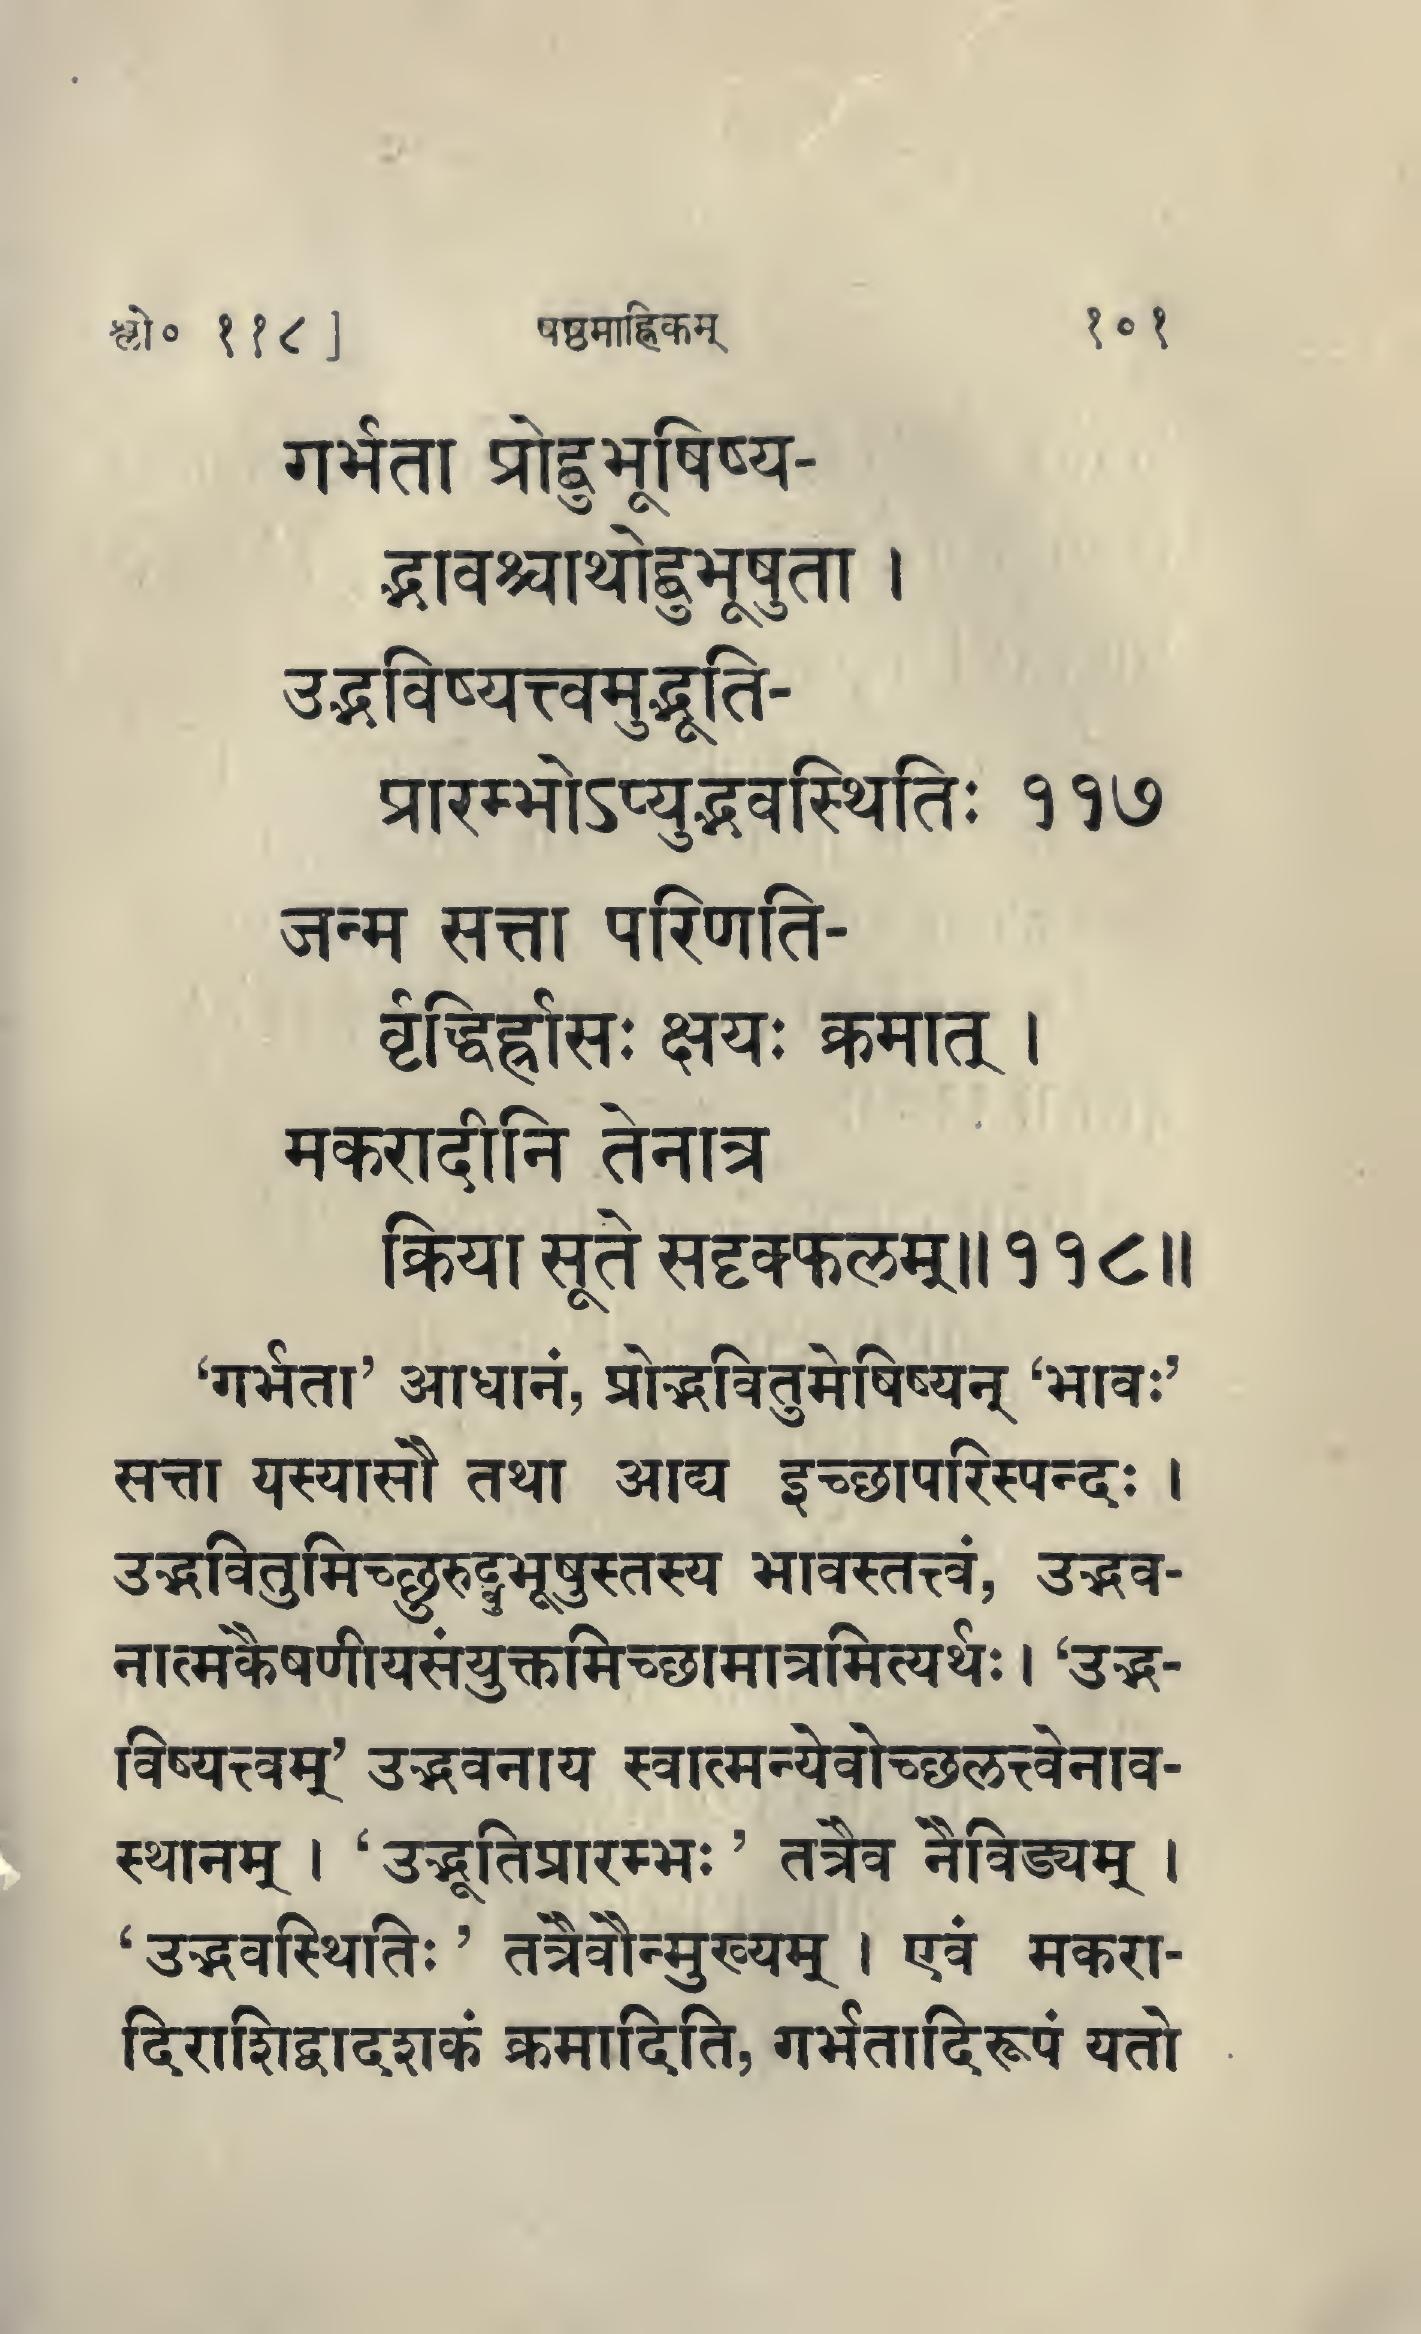 श्लो० ११८] षष्ठमाह्निकम् १०१
गर्भता प्रोद्बुभूषिष्य-
द्भावश्चाथोद्बुभूषुता ।
उद्भविष्यत्त्वमुद्भूति-
प्रारम्भोऽप्युद्भवस्थितिः ११७
जन्म सत्ता परिणति-
र्वृद्धिर्ह्रासः क्षयः क्रमात् ।
मकरादीनि तेनात्र
क्रिया सूते सदृक्फलम्॥११८॥
‘गर्भता’ आधानं, प्रोद्भवितुमेषिष्यन् ‘भावः’
सत्ता यस्यासौ तथा आद्य इच्छापरिस्पन्दः ।
उद्भवितुमिच्छुरुद्बुभूषुस्तस्य भावस्तत्त्वं, उद्भव-
नात्मकैषणीयसंयुक्तमिच्छामात्रमित्यर्थः। ‘उद्भ-
विष्यत्त्वम्’ उद्भवनाय स्वात्मन्येवोच्छलत्त्वेनाव-
स्थानम् । ‘उद्भूतिप्रारम्भः’ तत्रैव नैविड्यम् ।
‘उद्भवस्थितिः’ तत्रैवौन्मुख्यम् । एवं मकरा-
दिराशिद्वादशकं क्रमादिति, गर्भतादिरूपं यतो